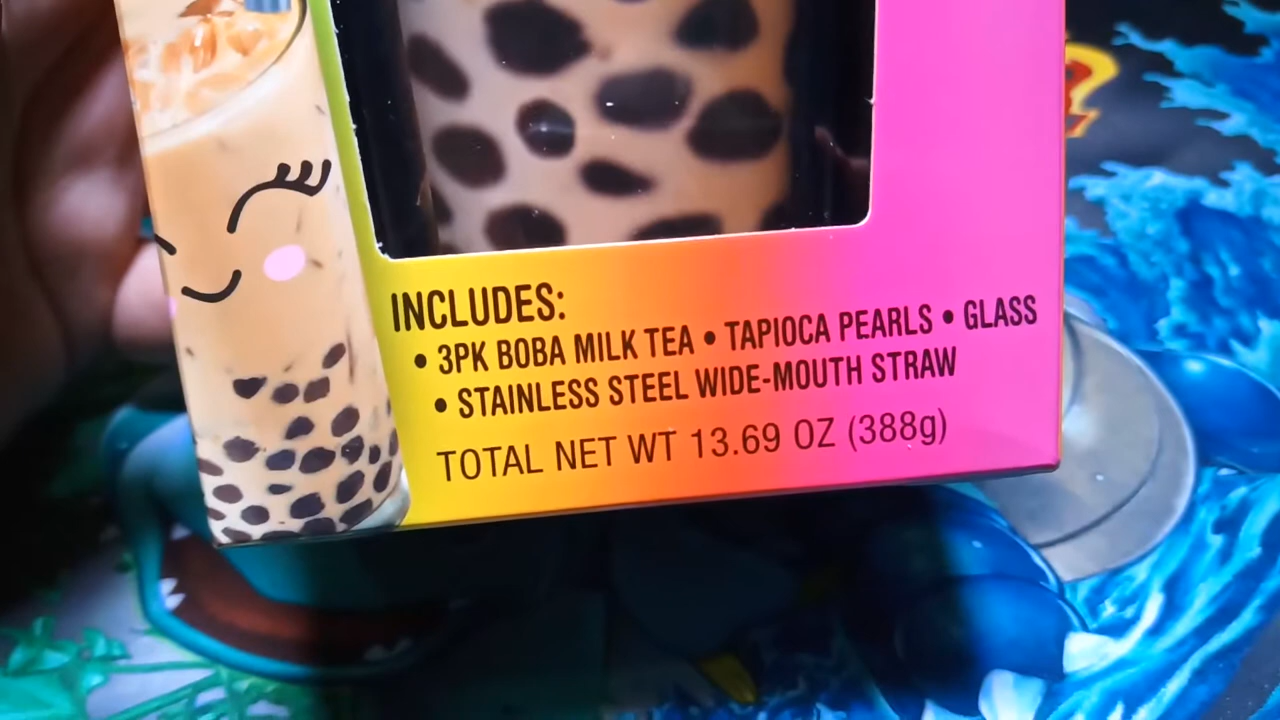 INCLUDES:
• 3PK BOBA MILK TEA • TAPIOCA PEARLS • GLASS
• STAINLESS STEEL WIDE-MOUTH STRAW
TOTAL NET WT 13.69 OZ (388g)